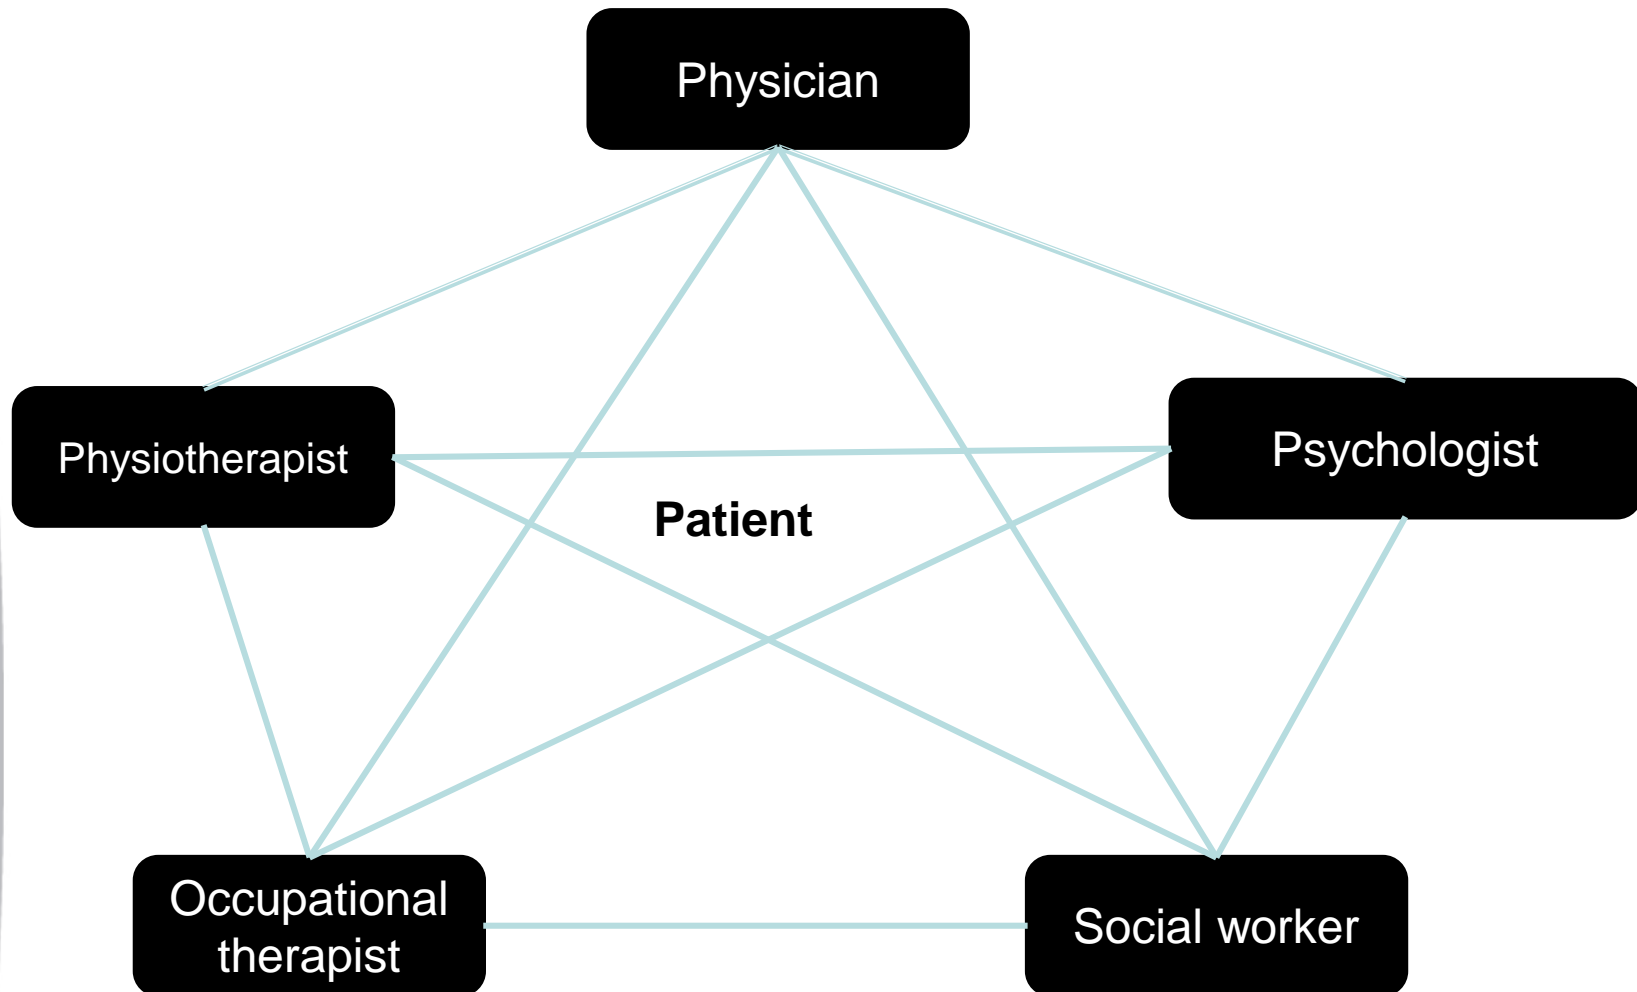 Physician
Physiotherapist
Psychologist
Patient
Occupational
therapist
Social worker